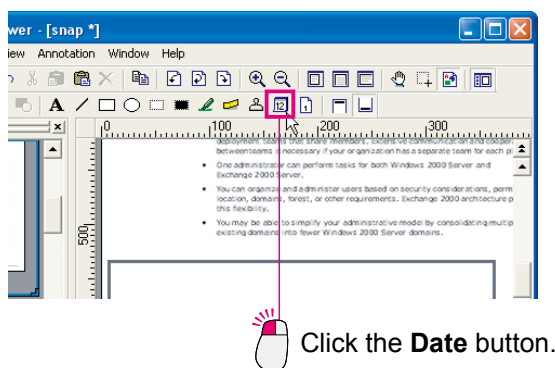 wer - [snap *]
iew Annotation Window Help
A 12 1
0 100 200 300
deployment teams that share members, extensive communication and cooper
between teams is necessary if your organization has a separate team for each pl
• One administrator can perform tasks for both Windows 2000 Server and
Exchange 2000 Server.
• You can organize and administer users based on security considerations, perm
location, domains, forest, or other requirements. Exchange 2000 architecture p
this flexibility.
• You may be able to simplify your administrative model by consolidating multip
existing domains into fewer Windows 2000 Server domains.
500
Click the Date button.